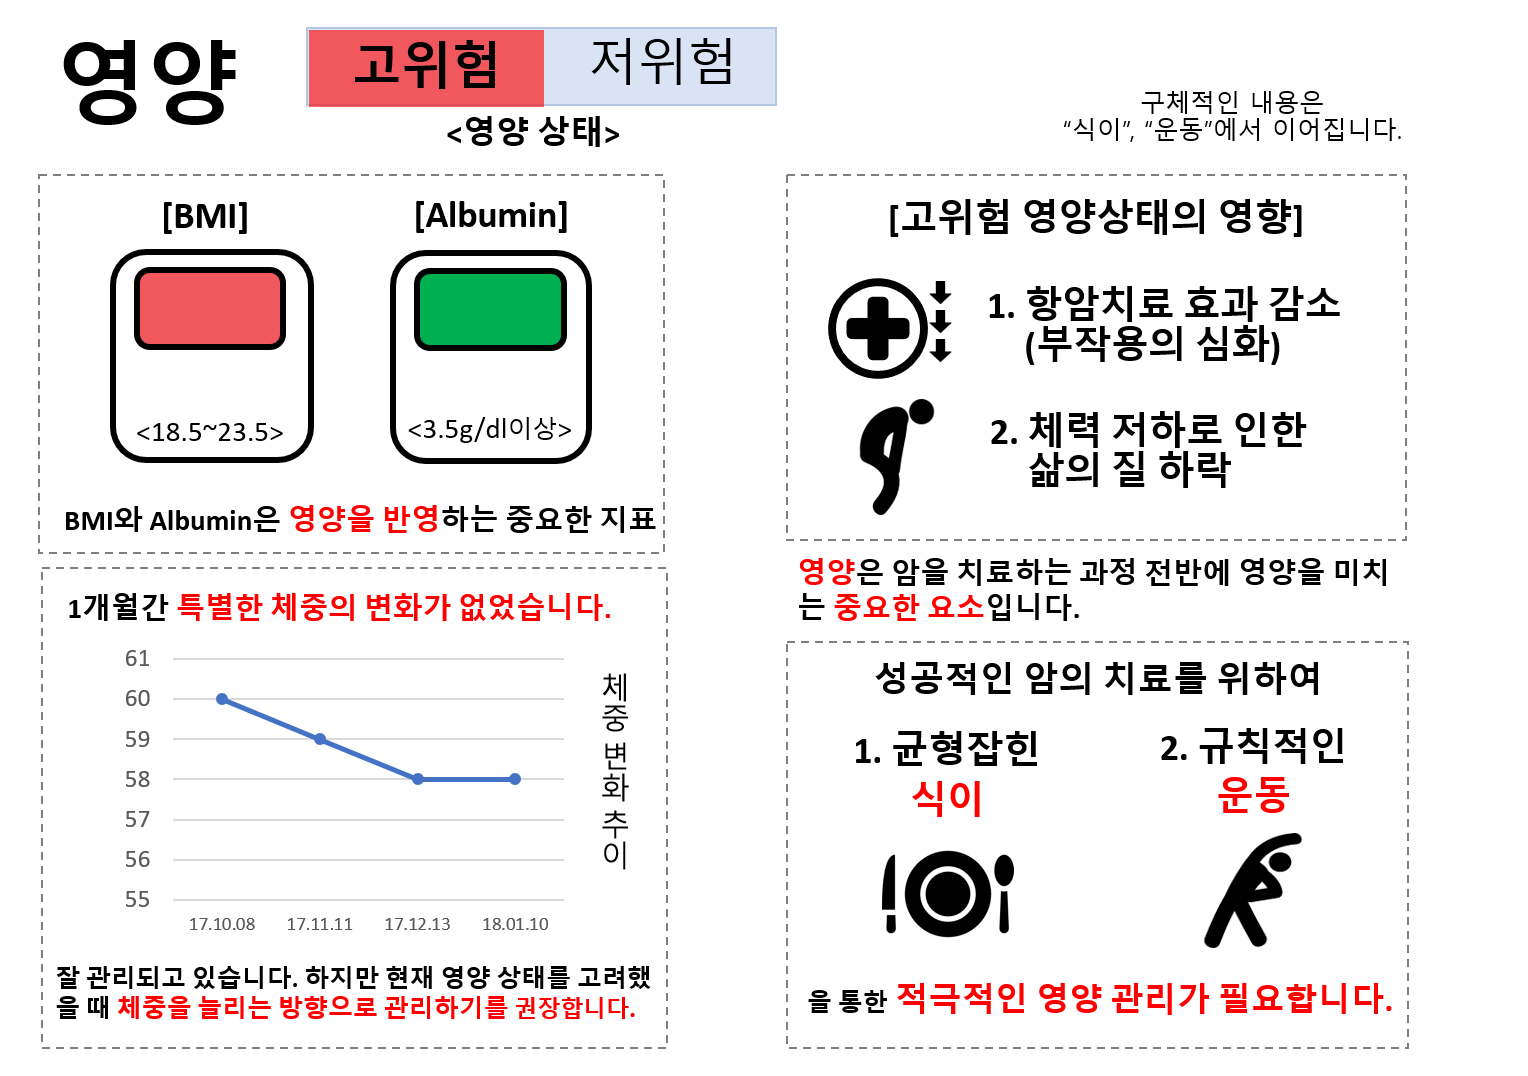 영양
고위험 저위험
<영양 상태>
구체적인 내용은
“식이”, “운동”에서 이어집니다.
[BMI] [Albumin]
<18.5~23.5> <3.5g/dl이상>
BMI와 Albumin은 영양을 반영하는 중요한 지표
1개월간 특별한 체중의 변화가 없었습니다.
61
60
59
58
57
56
55
17.10.08 17.11.11 17.12.13 18.01.10
체중 변화 추이
잘 관리되고 있습니다. 하지만 현재 영양 상태를 고려했
을 때 체중을 늘리는 방향으로 관리하기를 권장합니다.
[고위험 영양상태의 영향]
1. 항암치료 효과 감소
(부작용의 심화)
2. 체력 저하로 인한
삶의 질 하락
영양은 암을 치료하는 과정 전반에 영양을 미치
는 중요한 요소입니다.
성공적인 암의 치료를 위하여
1. 균형잡힌
식이
2. 규칙적인
운동
을 통한 적극적인 영양 관리가 필요합니다.